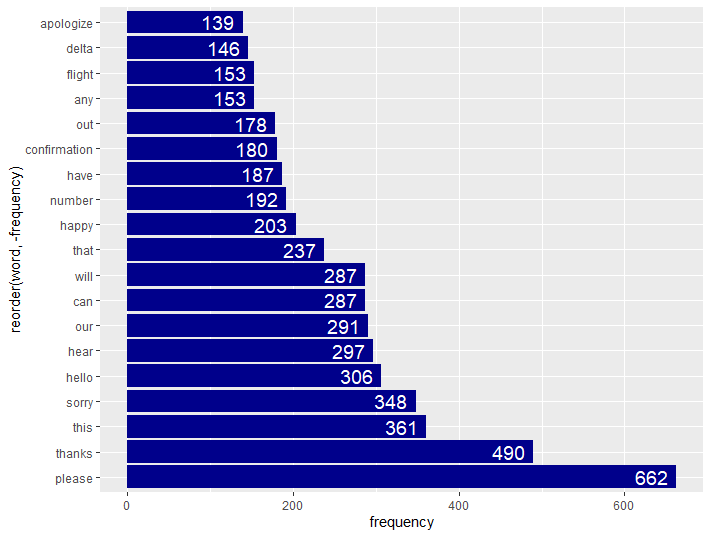 apologize 139
delta 146
flight 153
any 153
out 178
confirmation 180
have 187
number 192
happy 203
that 237
will 287
can 287
our 291
hear 297
hello 306
sorry 348
this 361
thanks 490
please 662
reorder(word, -frequency)
0 200 400 600
frequency